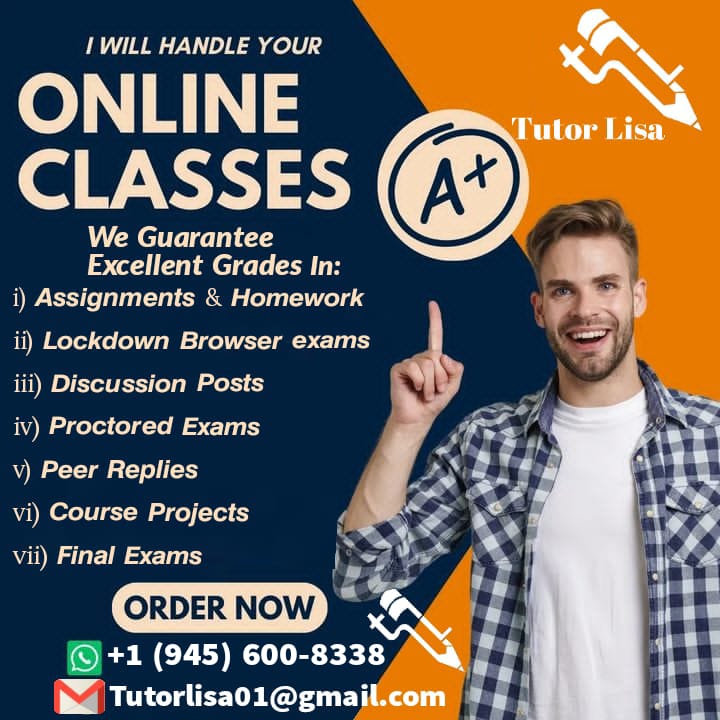 I WILL HANDLE YOUR
ONLINE
CLASSES
A+
Tutor Lisa
We Guarantee
Excellent Grades In:
i) Assignments & Homework
ii) Lockdown Browser exams
iii) Discussion Posts
iv) Proctored Exams
v) Peer Replies
vi) Course Projects
vii) Final Exams
ORDER NOW
+1 (945) 600-8338
Tutorlisa01@gmail.com